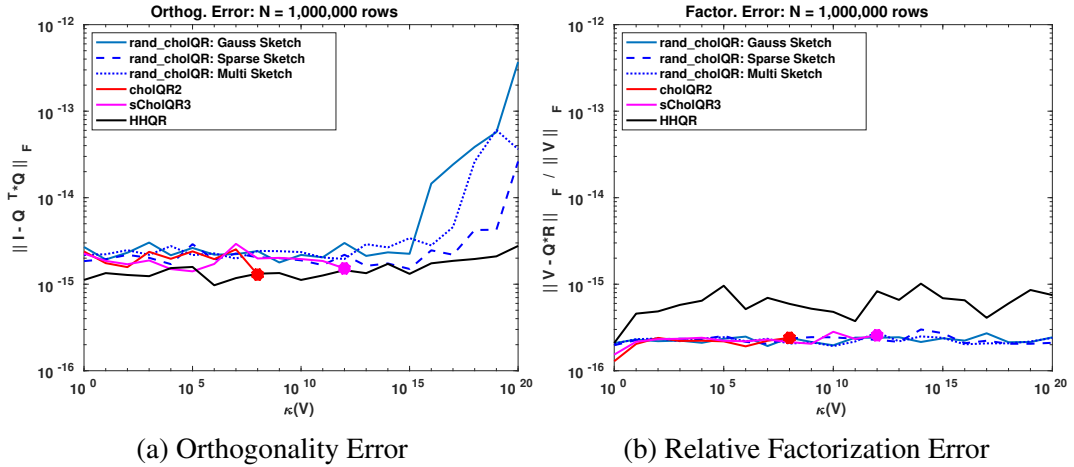 Orthog. Error: N = 1,000,000 rows
10 -12
10 -13
10 -14
10 -15
10 -16
|| I - Q T*Q || F
rand_cholQR: Gauss Sketch
rand_cholQR: Sparse Sketch
rand_cholQR: Multi Sketch
cholQR2
sCholQR3
HHQR
10 0
10 5
10 10
10 15
10 20
κ(V)
(a) Orthogonality Error
Factor. Error: N = 1,000,000 rows
10 -12
10 -13
10 -14
10 -15
10 -16
|| V - Q*R || F / || V || F
rand_cholQR: Gauss Sketch
rand_cholQR: Sparse Sketch
rand_cholQR: Multi Sketch
cholQR2
sCholQR3
HHQR
10 0
10 5
10 10
10 15
10 20
κ(V)
(b) Relative Factorization Error